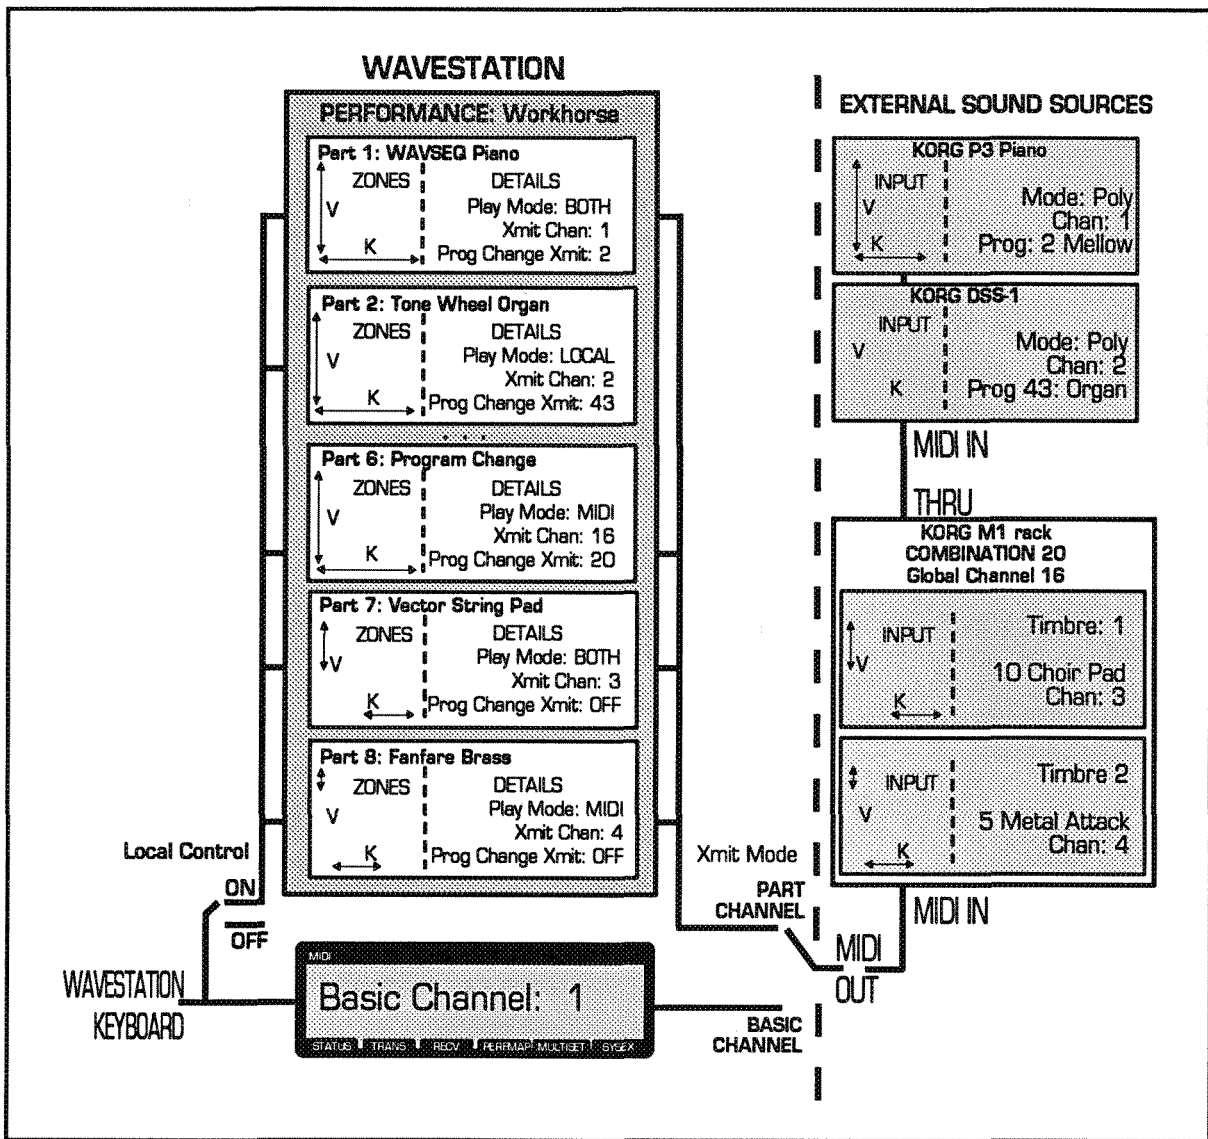 WAVESTATION
PERFORMANCE: Workhorse
Part 1: WAVSEQ Piano
ZONES
DETAILS
V
Play Mode: BOTH
Xmit Chan: 1
K
Prog Change Xmit: 2
Part 2: Tone Wheel Organ
ZONES
DETAILS
V
Play Mode: LOCAL
Xmit Chan: 2
K
Prog Change Xmit: 43
. . .
Part 6: Program Change
ZONES
DETAILS
V
Play Mode: MIDI
Xmit Chan: 16
K
Prog Change Xmit: 20
Part 7: Vector String Pad
ZONES
DETAILS
V
Play Mode: BOTH
Xmit Chan: 3
K
Prog Change Xmit: OFF
Part 8: Fanfare Brass
ZONES
DETAILS
V
Play Mode: MIDI
Xmit Chan: 4
K
Prog Change Xmit: OFF
Local Control
ON
OFF
WAVESTATION
KEYBOARD
MIDI
Basic Channel: 1
STATUS TRANS RECV PERFMAP MULTISET SYSEX
Xmit Mode
PART
CHANNEL
BASIC
CHANNEL
MIDI
OUT
EXTERNAL SOUND SOURCES
KORG P3 Piano
INPUT
V
K
Mode: Poly
Chan: 1
Prog: 2 Mellow
KORG DSS-1
INPUT
V
K
Mode: Poly
Chan: 2
Prog 43: Organ
MIDI IN
THRU
KORG M1 rack
COMBINATION 20
Global Channel 16
INPUT
V
K
Timbre: 1
10 Choir Pad
Chan: 3
INPUT
V
K
Timbre 2
5 Metal Attack
Chan: 4
MIDI IN